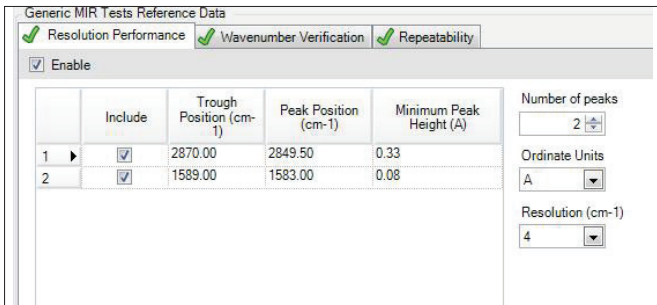 Generic MIR Tests Reference Data
Resolution Performance Wavenumber Verification Repeatability
Enable
Include Trough Position (cm-1) Peak Position (cm-1) Minimum Peak Height (A)
1 2870.00 2849.50 0.33
2 1589.00 1583.00 0.08
Number of peaks
2
Ordinate Units
A
Resolution (cm-1)
4